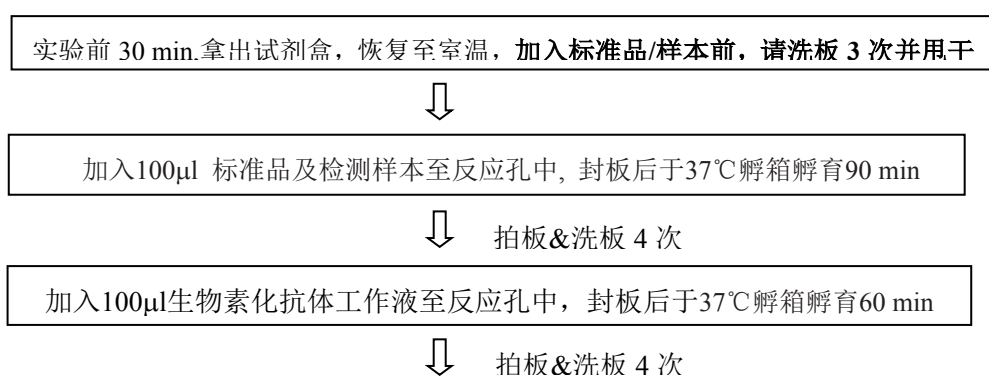 实验前 30 min.拿出试剂盒，恢复至室温，加入标准品/样本前，请洗板 3 次并用干
加入100μl 标准品及检测样本至反应孔中, 封板后于37℃孵箱孵育90 min
拍板&洗板 4 次
加入100μl生物素化抗体工作液至反应孔中，封板后于37℃孵箱孵育60 min
拍板&洗板 4 次